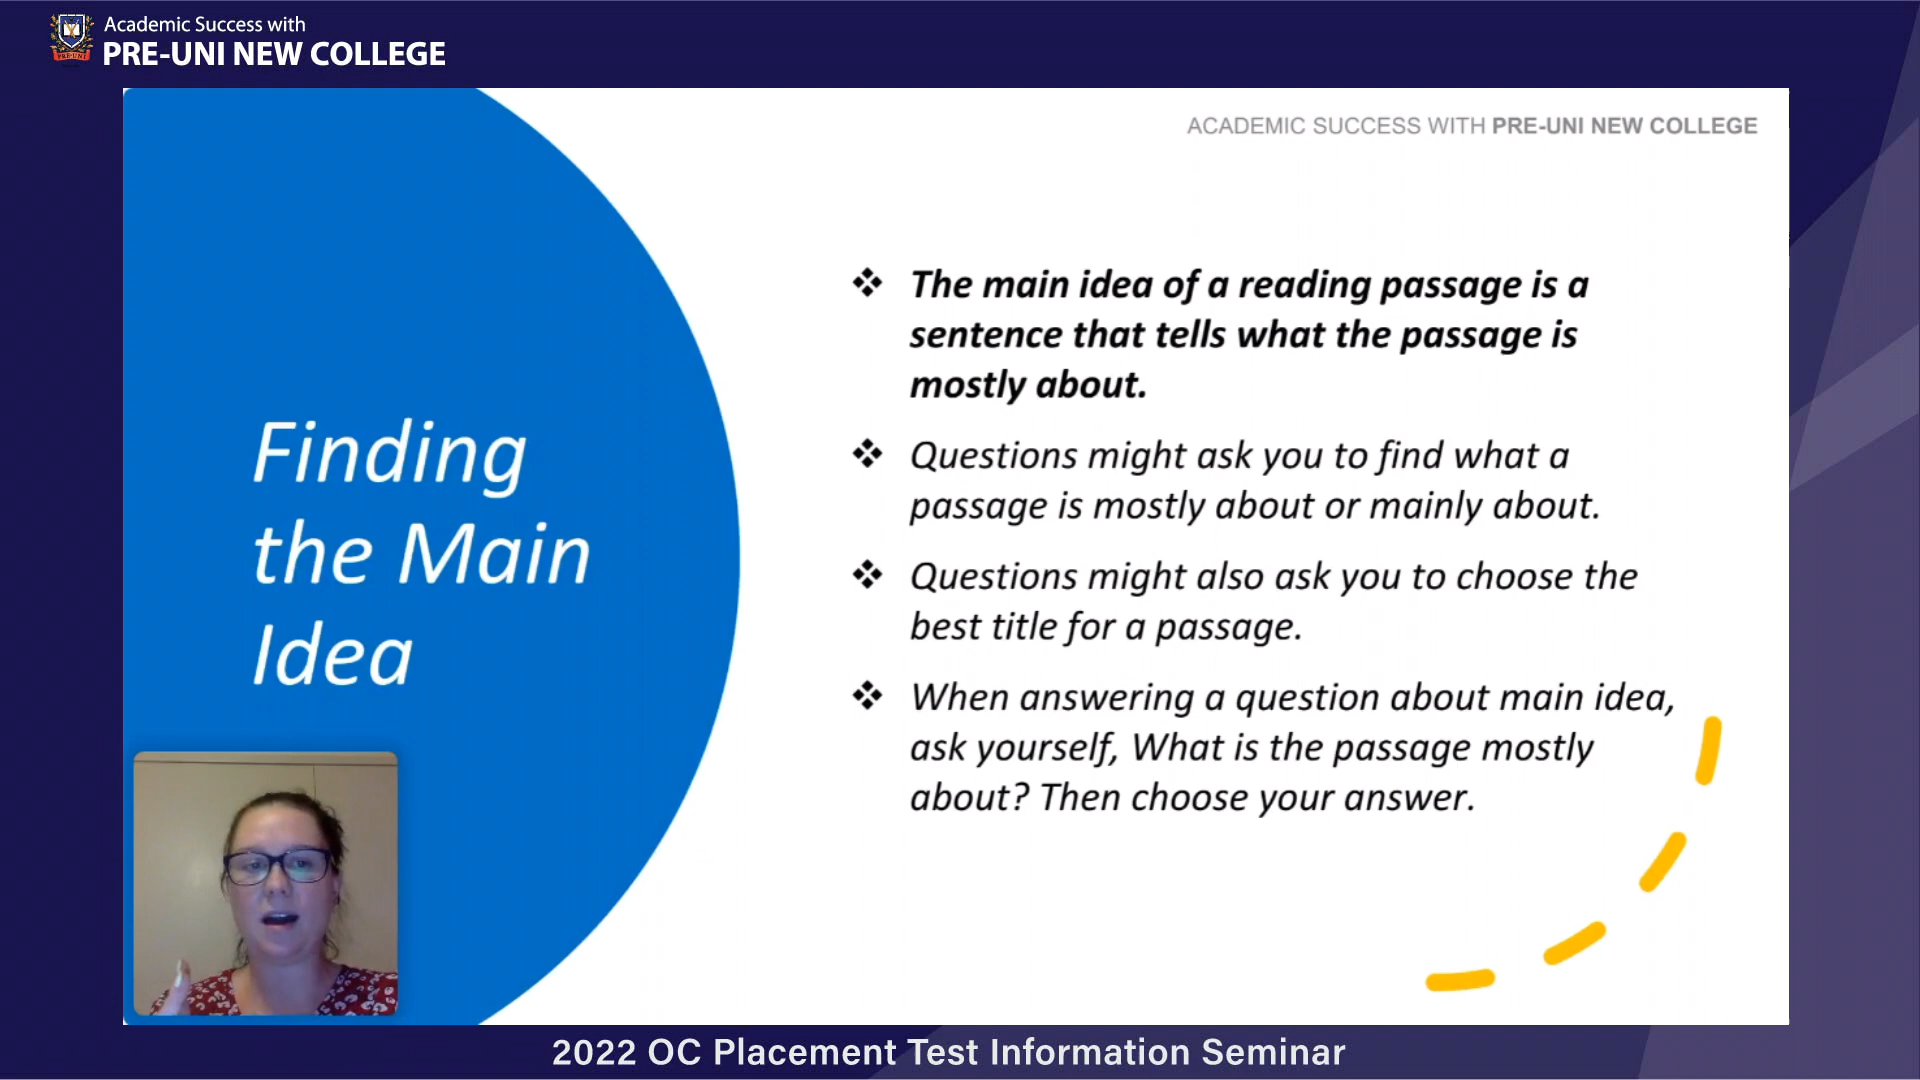 Academic Success with
PRE-UNI NEW COLLEGE
ACADEMIC SUCCESS WITH PRE-UNI NEW COLLEGE
Finding
the Main
Idea
❖ The main idea of a reading passage is a
sentence that tells what the passage is
mostly about.
❖ Questions might ask you to find what a
passage is mostly about or mainly about.
❖ Questions might also ask you to choose the
best title for a passage.
❖ When answering a question about main idea,
ask yourself, What is the passage mostly
about? Then choose your answer.
2022 OC Placement Test Information Seminar